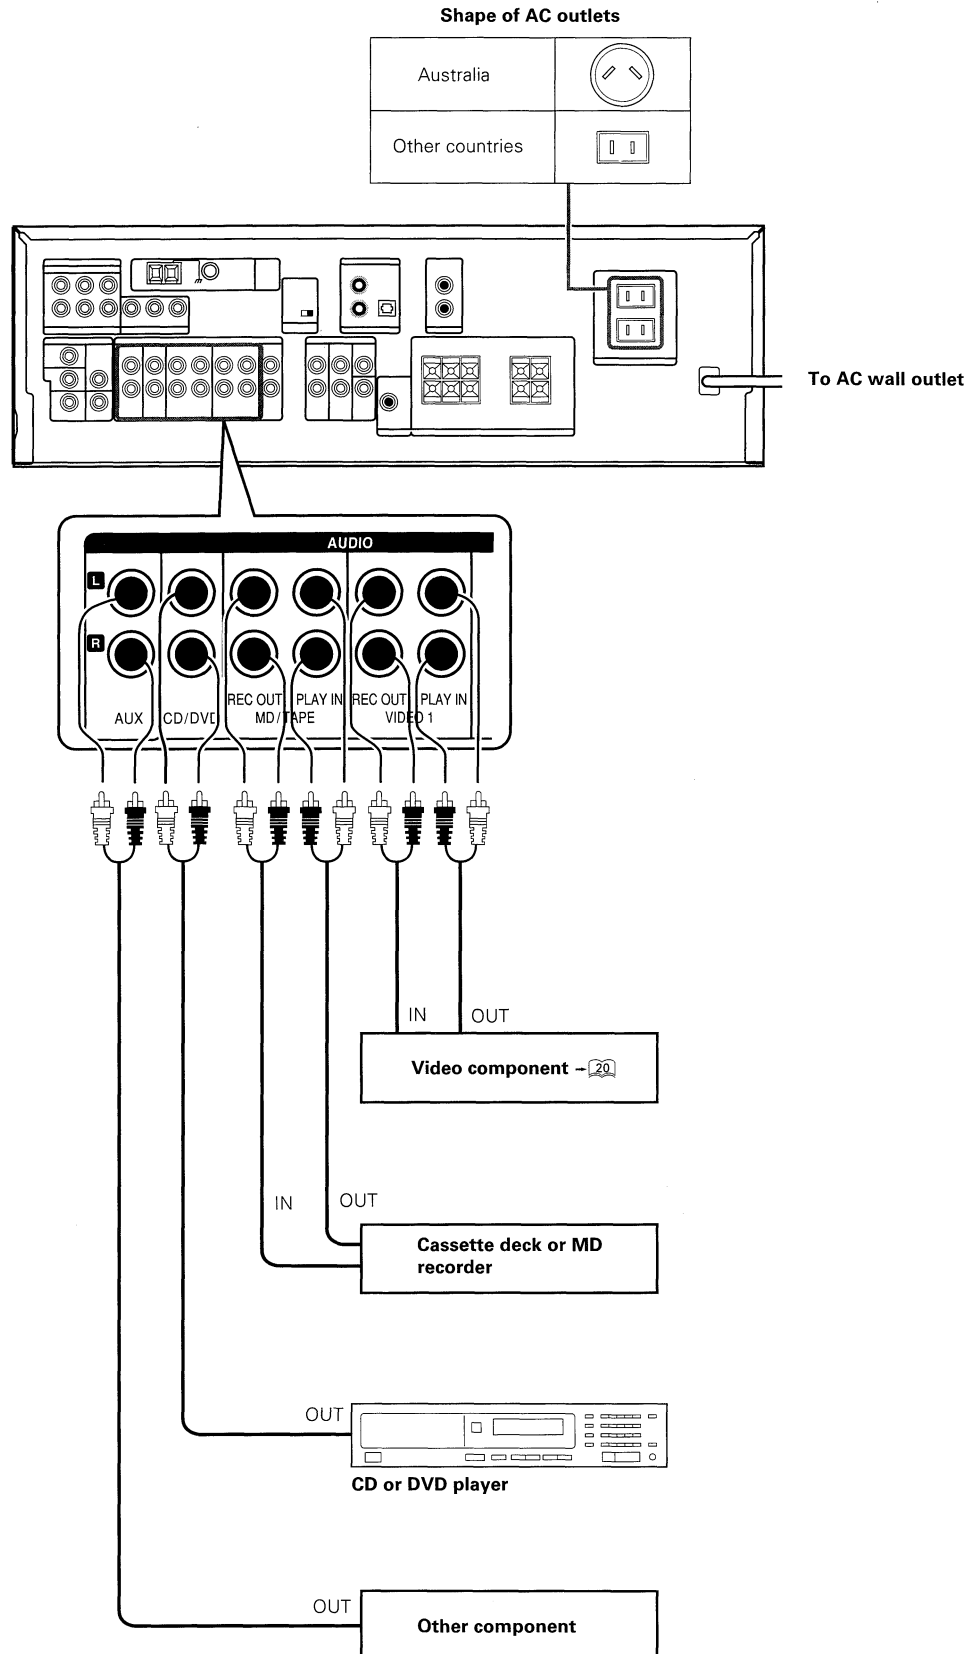 Shape of AC outlets
Australia
Other countries
To AC wall outlet
AUDIO
L
R
REC OUT PLAY IN REC OUT PLAY IN
AUX CD/DVD MD/TAPE VIDEO 1
IN OUT
Video component → 20
IN OUT
Cassette deck or MD
recorder
OUT
CD or DVD player
OUT
Other component